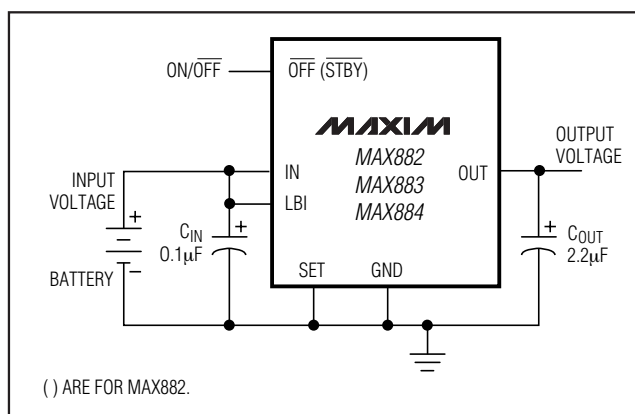 ON/OFF
OFF (STBY)
MAXIM
MAX882
MAX883
MAX884
IN
LBI
OUT
SET
GND
OUTPUT
VOLTAGE
INPUT
VOLTAGE
+
−
BATTERY
CIN
0.1µF
+
COUT
2.2µF
+
( ) ARE FOR MAX882.